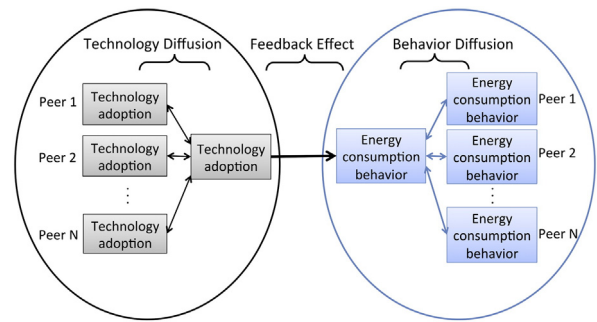 Technology Diffusion
Feedback Effect
Behavior Diffusion
Peer 1
Technology
adoption
Peer 2
Technology
adoption
Peer N
Technology
adoption
Technology
adoption
Energy
consumption
behavior
Energy
consumption
behavior
Peer 1
Energy
consumption
behavior
Peer 2
Energy
consumption
behavior
Peer N